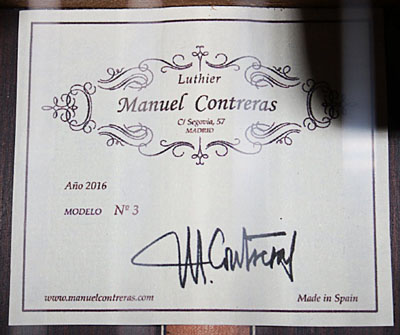 Luthier
Manuel Contreras
C/ Segovia, 57
MADRID
Año 2016
MODELO Nº 3
M. Contreras
www.manuelcontreras.com Made in Spain